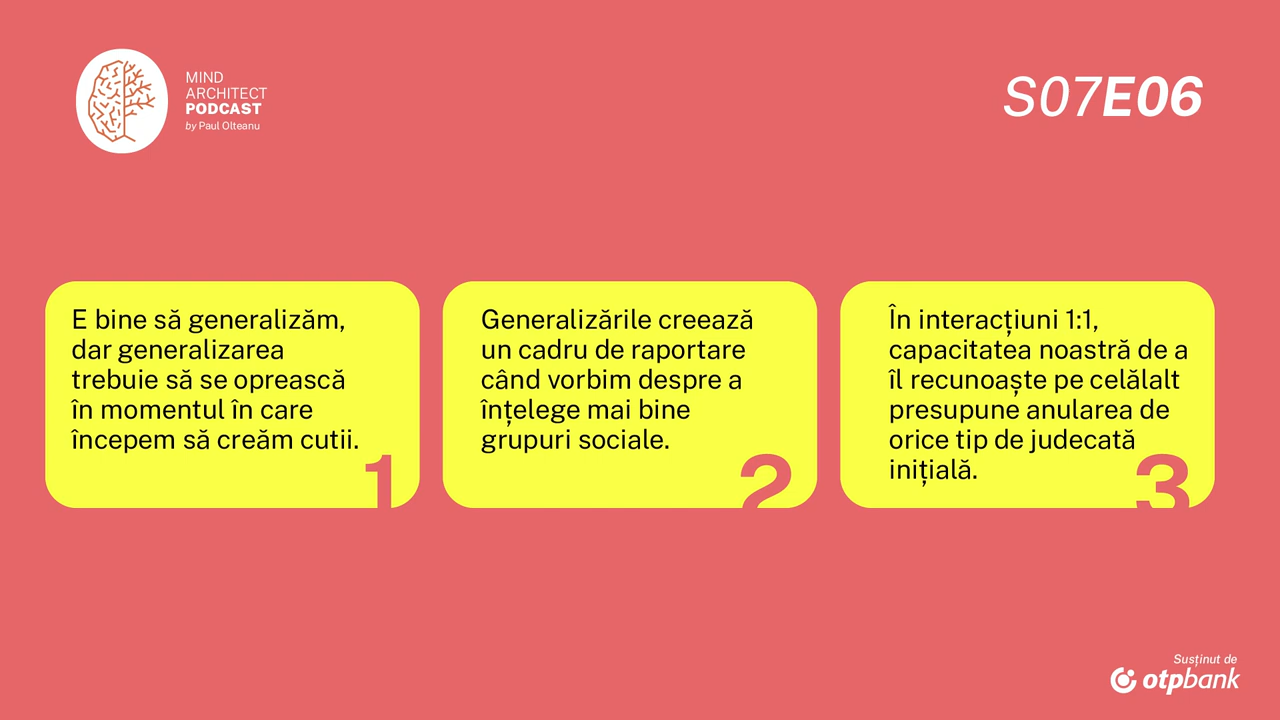 MIND
ARCHITECT
PODCAST
by Paul Olteanu
S07E06
E bine să generalizăm,
dar generalizarea
trebuie să se oprească
în momentul în care
începem să creăm cutii.
1
Generalizările creează
un cadru de raportare
când vorbim despre a
înțelege mai bine
grupuri sociale.
2
În interacțiuni 1:1,
capacitatea noastră de a
îl recunoaște pe celălalt
presupune anularea de
orice tip de judecată
inițială.
3
Susținut de
otpbank